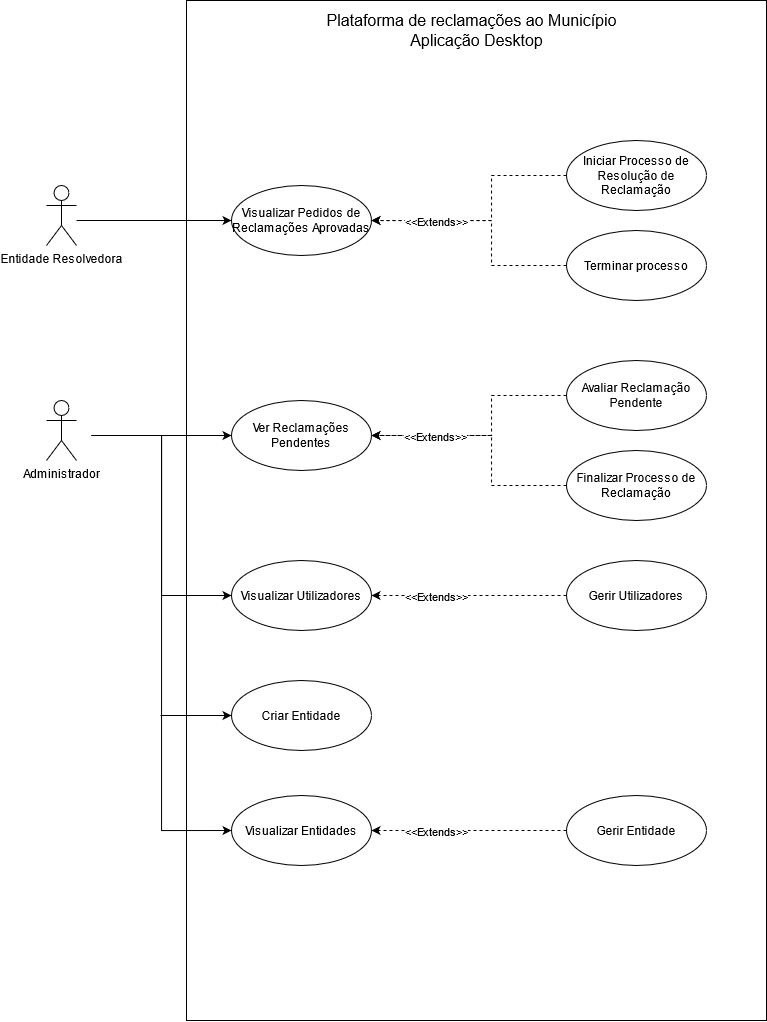 Plataforma de reclamações ao Município
Aplicação Desktop
Iniciar Processo de
Resolução de
Reclamação
Visualizar Pedidos de
Reclamações Aprovadas
<<Extends>>
Entidade Resolvedora
Terminar processo
Avaliar Reclamação
Pendente
Ver Reclamações
Pendentes
<<Extends>>
Administrador
Finalizar Processo de
Reclamação
Visualizar Utilizadores
<<Extends>>
Gerir Utilizadores
Criar Entidade
Visualizar Entidades
<<Extends>>
Gerir Entidade